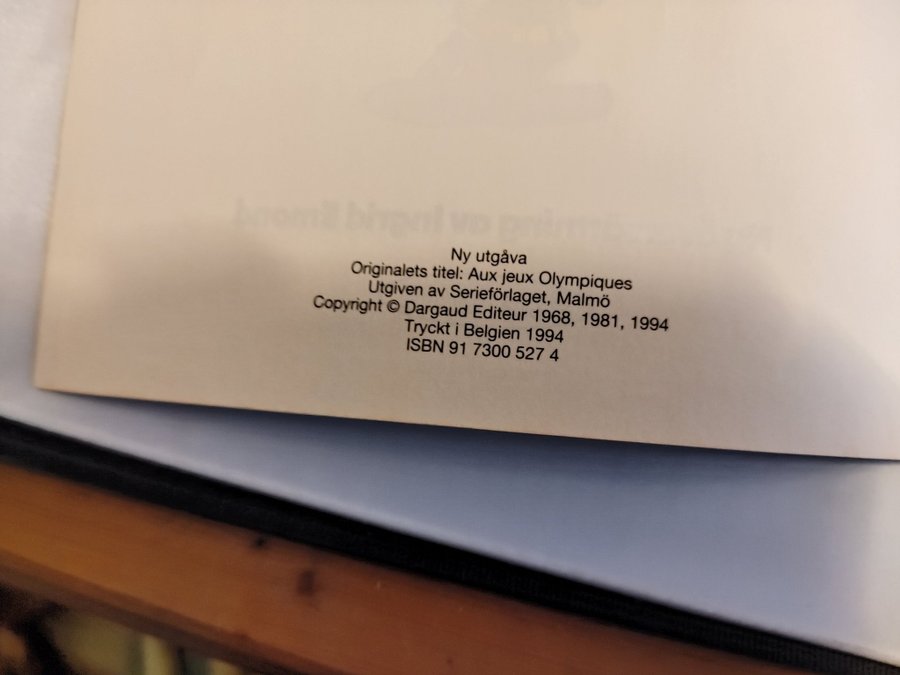 Ny utgåva
Originalets titel: Aux jeux Olympiques
Utgiven av Serieförlaget, Malmö
Copyright © Dargaud Editeur 1968, 1981, 1994
Tryckt i Belgien 1994
ISBN 91 7300 527 4